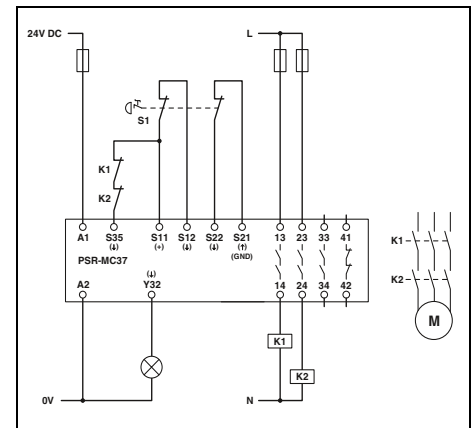 24V DC
L
S1
K1
K2
A1 S35 S11 S12 S22 S21 13 23 33 41
(↓) (+) (↓) (↓) (↑)
(GND)
PSR-MC37
A2 Y32 14 24 34 42
(↓)
K1
K2
M
K1
K2
0V
N